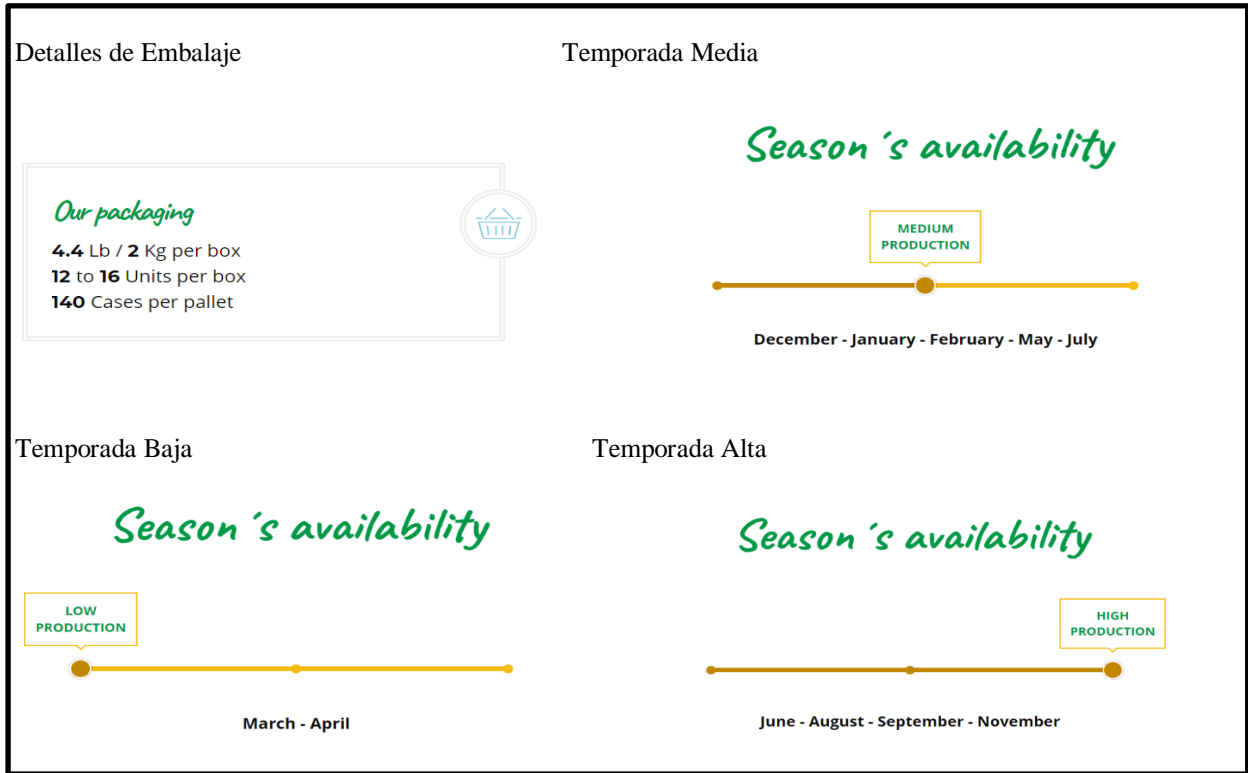 Detalles de Embalaje
Temporada Media
Our packaging
4.4 Lb / 2 Kg per box
12 to 16 Units per box
140 Cases per pallet
Season ´s availability
MEDIUM
PRODUCTION
December - January - February - May - July
Temporada Baja
Temporada Alta
Season ´s availability
LOW
PRODUCTION
March - April
Season ´s availability
HIGH
PRODUCTION
June - August - September - November